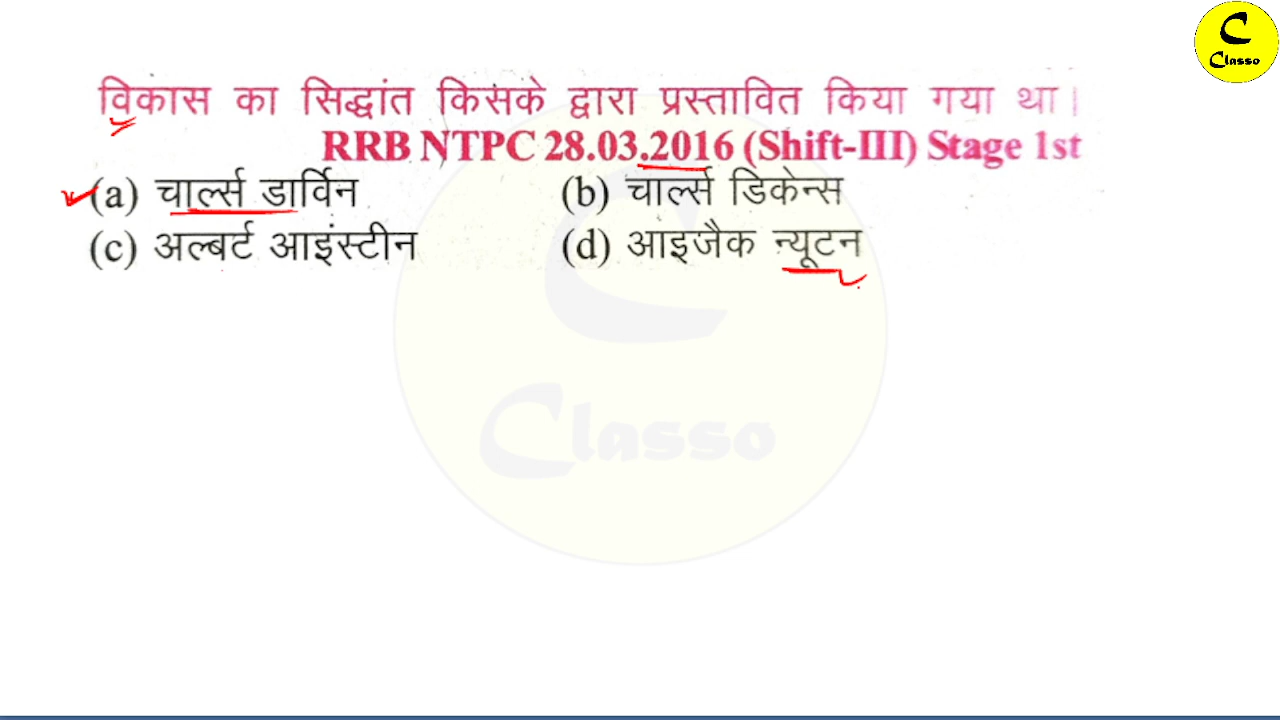 C
Classo
विकास का सिद्धांत किसके द्वारा प्रस्तावित किया गया था।
RRB NTPC 28.03.2016 (Shift-III) Stage 1st
(a) चार्ल्स डार्विन (b) चार्ल्स डिकेन्स
(c) अल्बर्ट आइंस्टीन (d) आइजैक न्यूटन
C
Classo